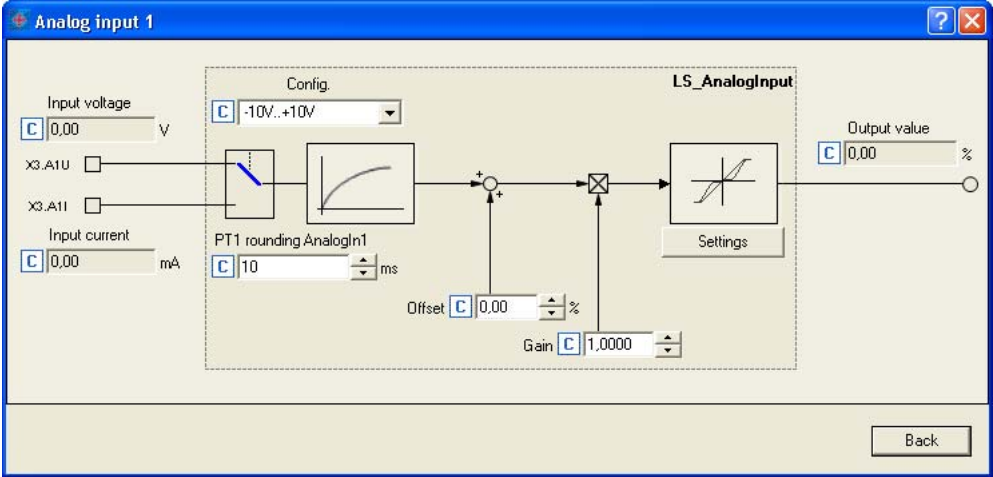 Analog input 1
Config.
LS_AnalogInput
Input voltage
C -10V..+10V
C 0,00 V
Output value
C 0,00 %
X3.A1U
X3.A1I
Input current
PT1 rounding AnalogIn1
Settings
C 0,00 mA
C 10 ms
Offset C 0,00 %
Gain C 1,0000
Back